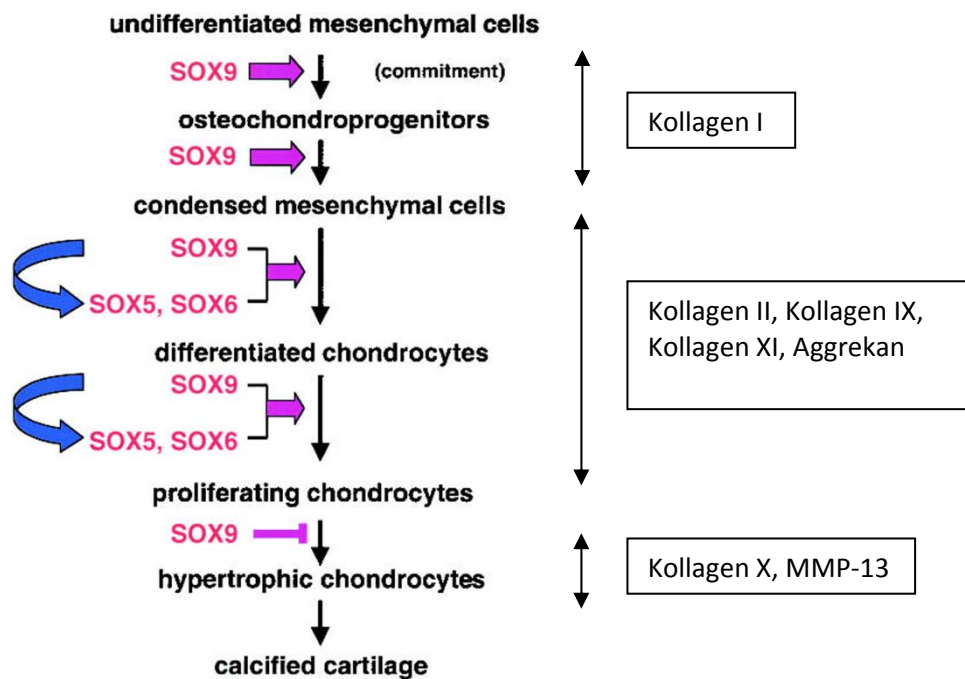 undifferentiated mesenchymal cells
SOX9
(commitment)
osteochondroprogenitors
Kollagen I
SOX9
condensed mesenchymal cells
SOX9
SOX5, SOX6
Kollagen II, Kollagen IX,
Kollagen XI, Aggrekan
differentiated chondrocytes
SOX9
SOX5, SOX6
proliferating chondrocytes
SOX9
Kollagen X, MMP-13
hypertrophic chondrocytes
calcified cartilage